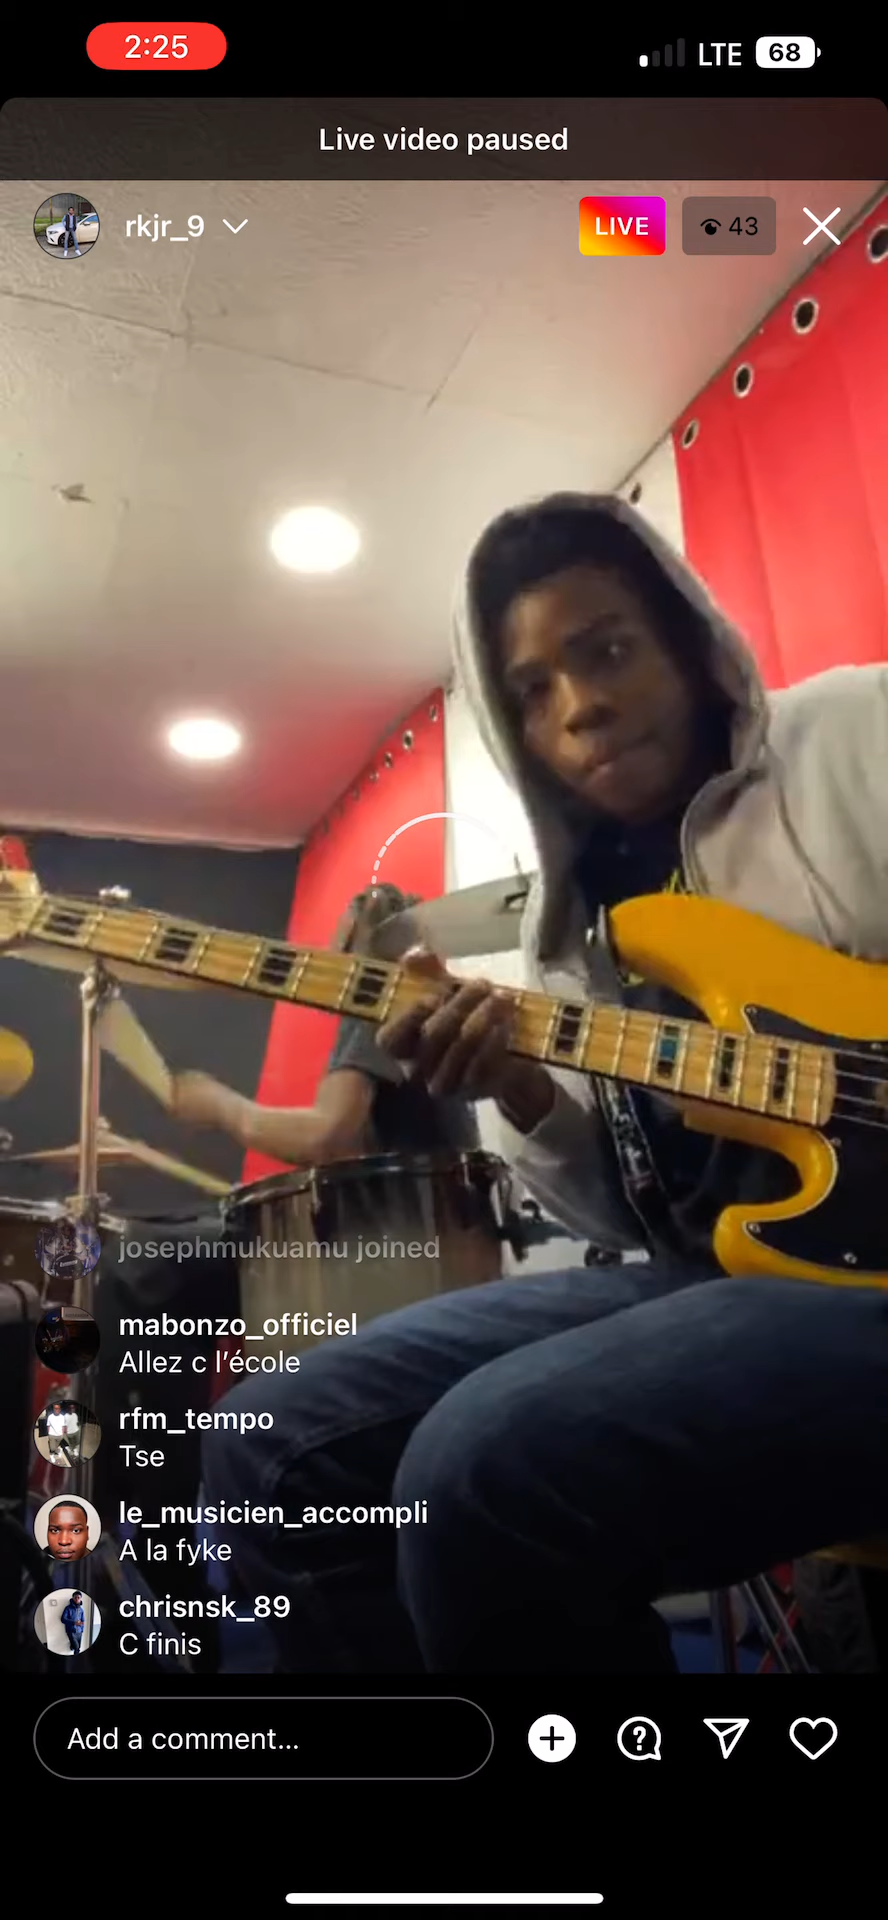 2:25
LTE 68
Live video paused
rkjr_9
LIVE
43
josephmukuamu joined
mabonzo_officiel
Allez c l’école
rfm_tempo
Tse
le_musicien_accompli
A la fyke
chrisnsk_89
C finis
Add a comment...